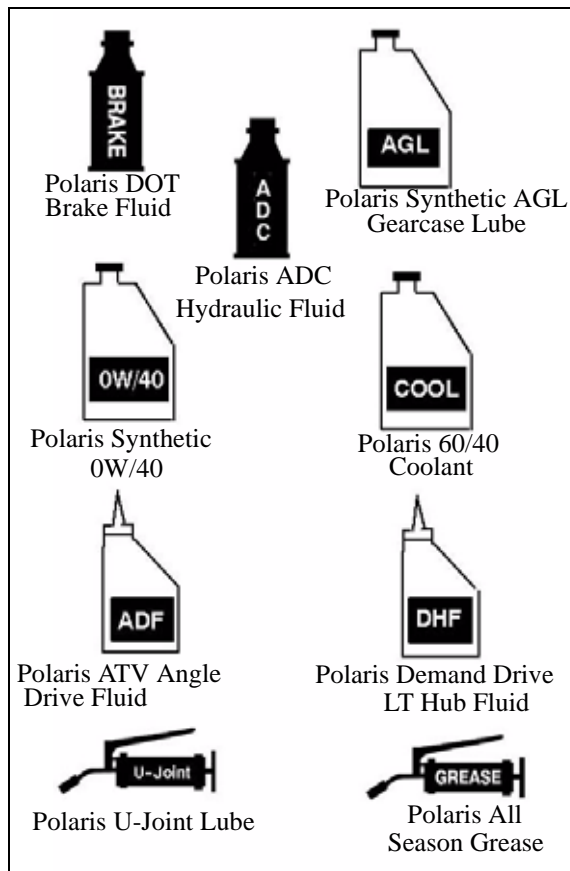 BRAKE
Polaris DOT
Brake Fluid
ADC
Polaris ADC
Hydraulic Fluid
AGL
Polaris Synthetic AGL
Gearcase Lube
0W/40
Polaris Synthetic
0W/40
COOL
Polaris 60/40
Coolant
ADF
Polaris ATV Angle
Drive Fluid
DHF
Polaris Demand Drive
LT Hub Fluid
U-Joint
Polaris U-Joint Lube
GREASE
Polaris All
Season Grease